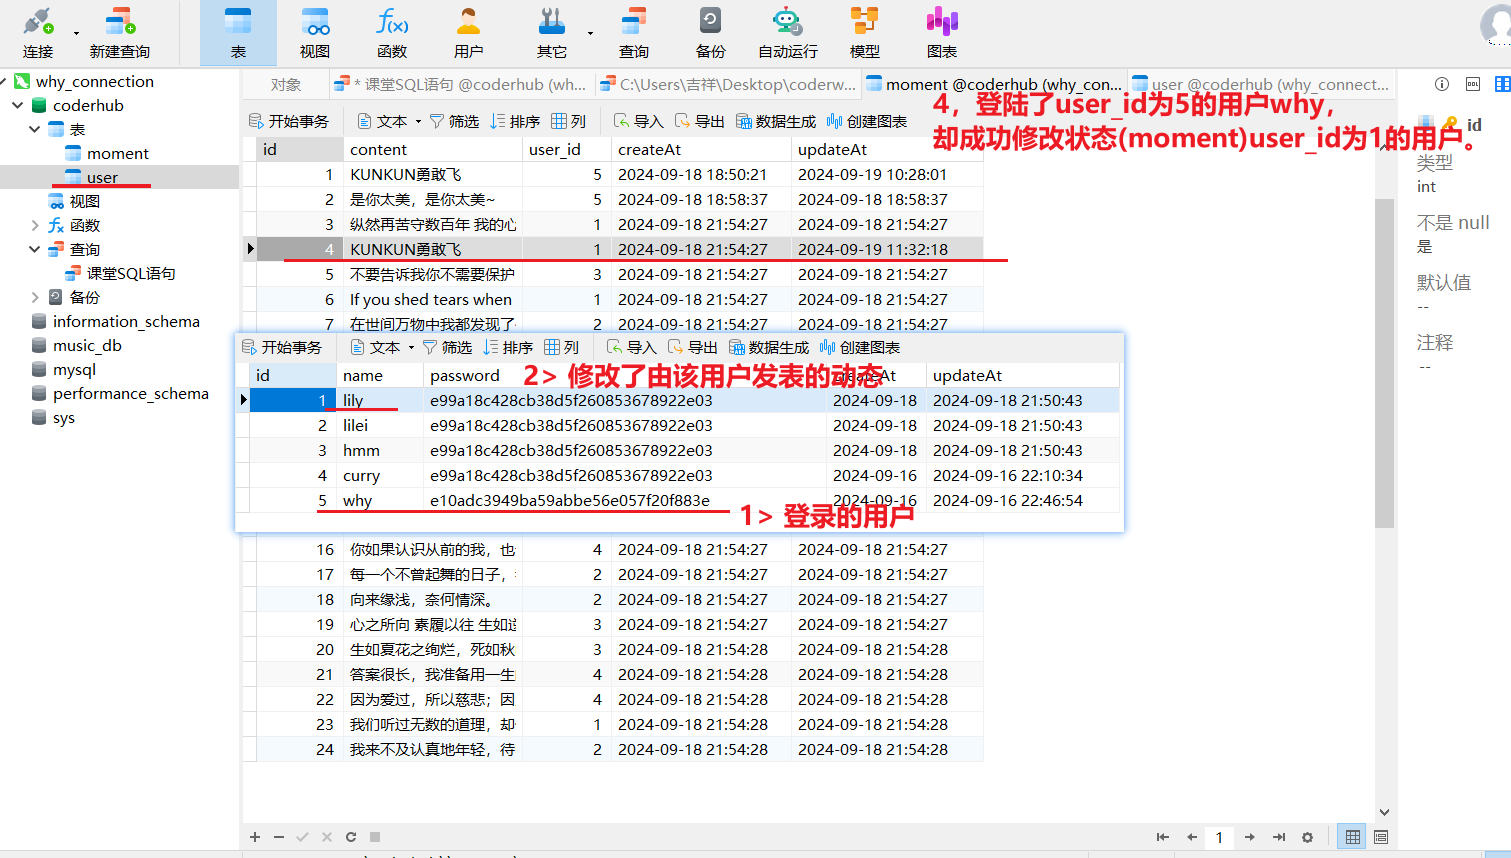 连接
新建查询
表
视图
函数
用户
其它
查询
备份
自动运行
模型
图表
why_connection
coderhub
表
moment
user
视图
函数
查询
课堂SQL语句
备份
information_schema
music_db
mysql
performance_schema
sys
对象
* 课堂SQL语句 @coderhub (wh...
C:\Users\吉祥\Desktop\coderw...
moment @coderhub (why_con...
user @coderhub (why_connect...
4，登陆了user_id为5的用户why，
却成功修改状态(moment)user_id为1的用户。
开始事务 文本 筛选 排序 列 导入 导出 数据生成 创建图表
id content user_id createAt updateAt
1 KUNKUN勇敢飞 5 2024-09-18 18:50:21 2024-09-19 10:28:01
2 是你太美，是你太美~ 5 2024-09-18 18:58:37 2024-09-18 18:58:37
3 纵然再苦守数百年 我的心 1 2024-09-18 21:54:27 2024-09-18 21:54:27
4 KUNKUN勇敢飞 1 2024-09-18 21:54:27 2024-09-19 11:32:18
5 不要告诉我你不需要保护 3 2024-09-18 21:54:27 2024-09-18 21:54:27
6 If you shed tears when 1 2024-09-18 21:54:27 2024-09-18 21:54:27
7 在世间万物中我都发现了 2 2024-09-18 21:54:27 2024-09-18 21:54:27
开始事务 文本 筛选 排序 列 导入 导出 数据生成 创建图表
id name password updateAt
2> 修改了由该用户发表的动态
1 lily e99a18c428cb38d5f260853678922e03 2024-09-18 2024-09-18 21:50:43
2 lilei e99a18c428cb38d5f260853678922e03 2024-09-18 2024-09-18 21:50:43
3 hmm e99a18c428cb38d5f260853678922e03 2024-09-18 2024-09-18 21:50:43
4 curry e99a18c428cb38d5f260853678922e03 2024-09-16 2024-09-16 22:10:34
5 why e10adc3949ba59abbe56e057f20f883e 2024-09-16 2024-09-16 22:46:54
1> 登录的用户
16 你如果认识从前的我，也 4 2024-09-18 21:54:27 2024-09-18 21:54:27
17 每一个不曾起舞的日子， 2 2024-09-18 21:54:27 2024-09-18 21:54:27
18 向来缘浅，奈何情深。 2 2024-09-18 21:54:27 2024-09-18 21:54:27
19 心之所向 素履以往 生如逆 3 2024-09-18 21:54:27 2024-09-18 21:54:27
20 生如夏花之绚烂，死如秋 3 2024-09-18 21:54:28 2024-09-18 21:54:28
21 答案很长，我准备用一生 4 2024-09-18 21:54:28 2024-09-18 21:54:28
22 因为爱过，所以慈悲；因 4 2024-09-18 21:54:28 2024-09-18 21:54:28
23 我们听过无数的道理，却 1 2024-09-18 21:54:28 2024-09-18 21:54:28
24 我来不及认真地年轻，待 2 2024-09-18 21:54:28 2024-09-18 21:54:28
1
id
类型
int
不是 null
是
默认值
--
注释
--